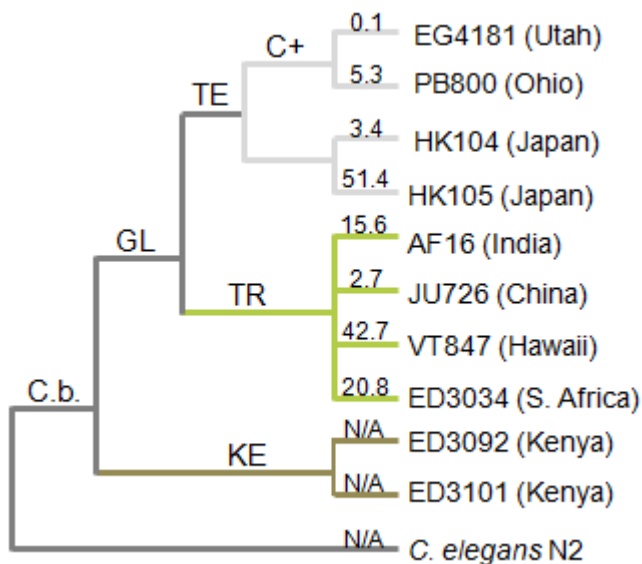 0.1
EG4181 (Utah)
C+
5.3
PB800 (Ohio)
TE
3.4
HK104 (Japan)
51.4
HK105 (Japan)
15.6
AF16 (India)
GL
2.7
JU726 (China)
TR
42.7
VT847 (Hawaii)
20.8
ED3034 (S. Africa)
C.b.
N/A
ED3092 (Kenya)
KE
N/A
ED3101 (Kenya)
N/A
C. elegans N2